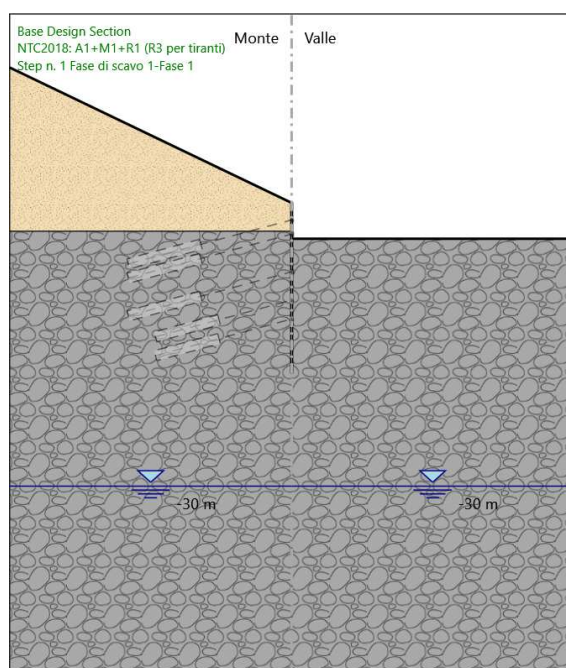 Base Design Section
NTC2018: A1+M1+R1 (R3 per tiranti)
Step n. 1 Fase di scavo 1-Fase 1
Monte
Valle
-30 m
-30 m